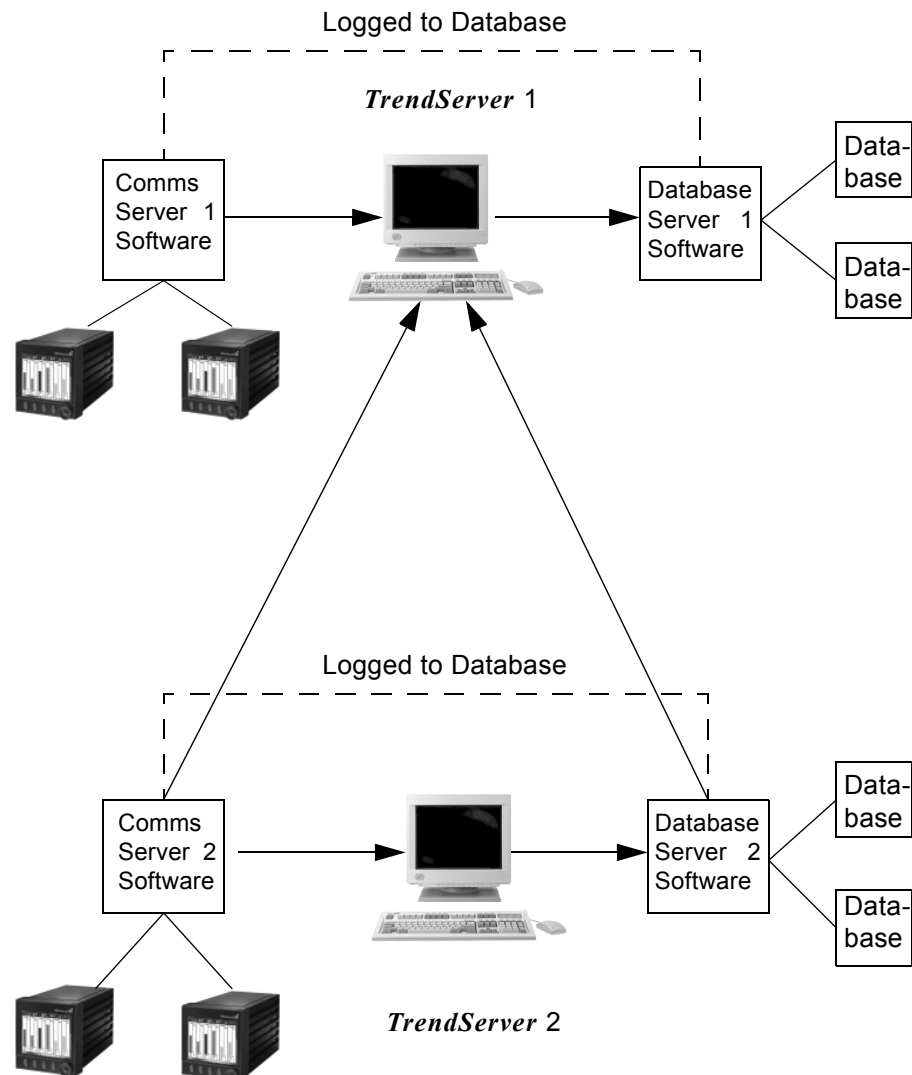 Logged to Database
TrendServer 1
Comms
Server 1
Software
Database
Server 1
Software
Data-
base
Data-
base
Logged to Database
Comms
Server 2
Software
Database
Server 2
Software
Data-
base
Data-
base
TrendServer 2